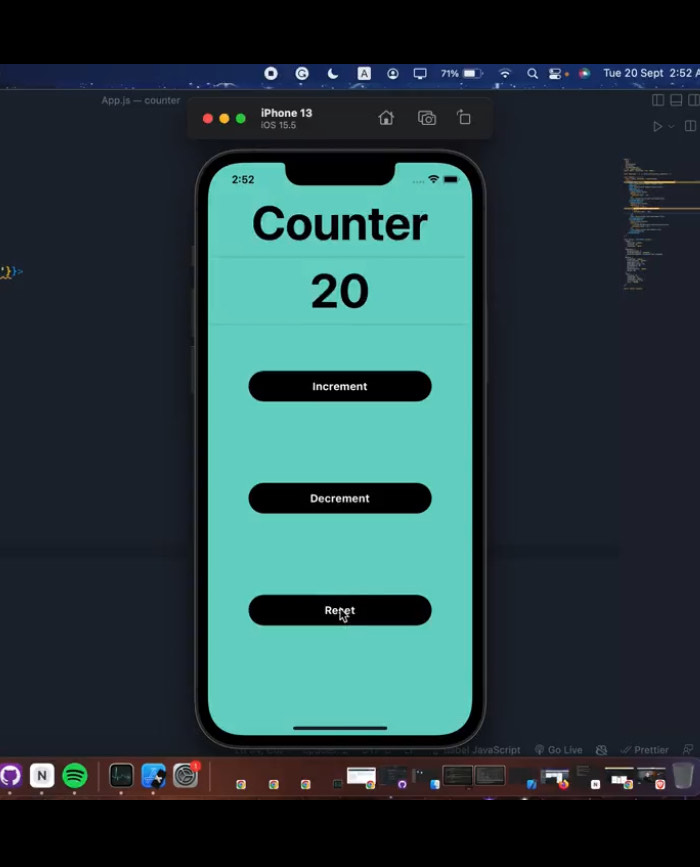 A
71%
Tue 20 Sept 2:52 A
App.js — counter
iPhone 13
iOS 15.5
2:52
Counter
'}}>
20
Increment
Decrement
Reset
JavaScript
Go Live
Prettier
N
1